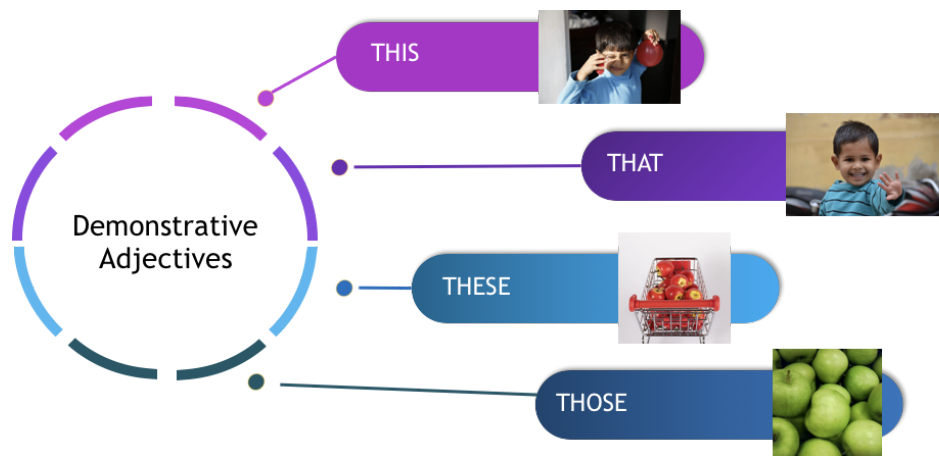 Demonstrative
Adjectives
THIS
THAT
THESE
THOSE